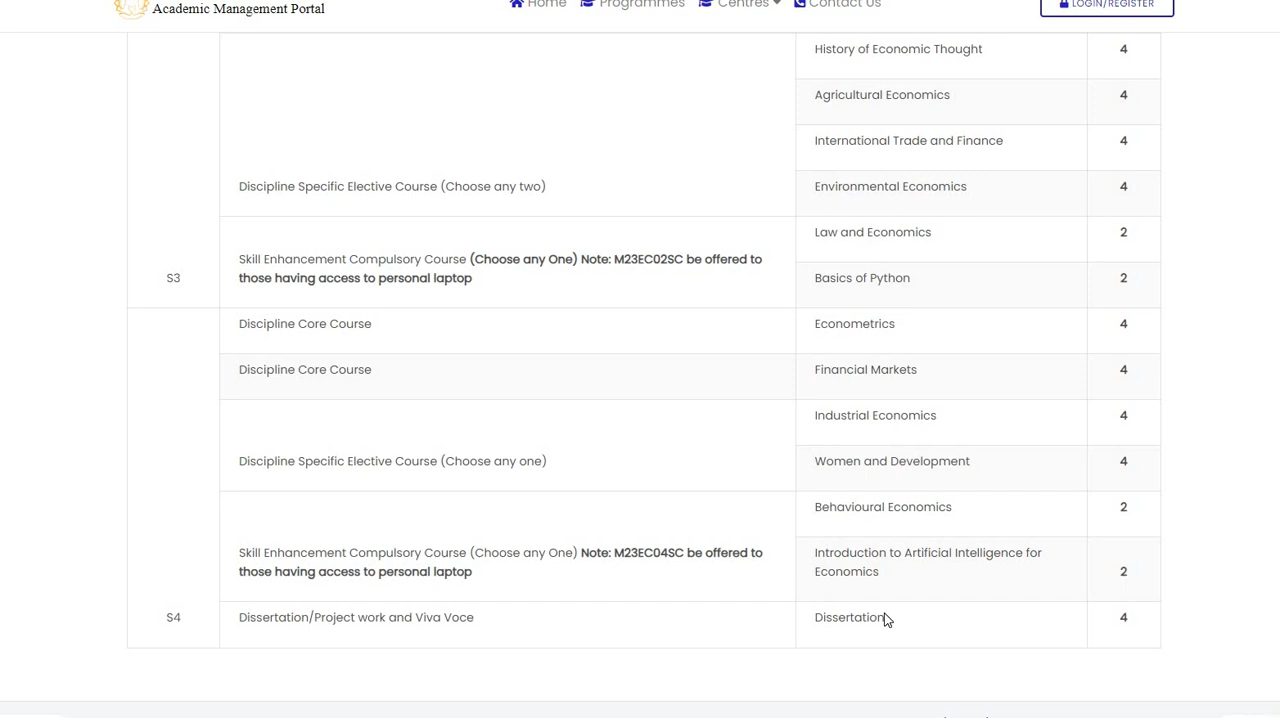 Academic Management Portal
Home Programmes Centres Contact Us LOGIN/REGISTER
History of Economic Thought 4
Agricultural Economics 4
International Trade and Finance 4
Discipline Specific Elective Course (Choose any two) Environmental Economics 4
Law and Economics 2
Skill Enhancement Compulsory Course (Choose any One) Note: M23EC02SC be offered to
those having access to personal laptop
S3 Basics of Python 2
Discipline Core Course Econometrics 4
Discipline Core Course Financial Markets 4
Industrial Economics 4
Discipline Specific Elective Course (Choose any one) Women and Development 4
Behavioural Economics 2
Skill Enhancement Compulsory Course (Choose any One) Note: M23EC04SC be offered to
those having access to personal laptop
Introduction to Artificial Intelligence for
Economics 2
S4 Dissertation/Project work and Viva Voce Dissertation 4